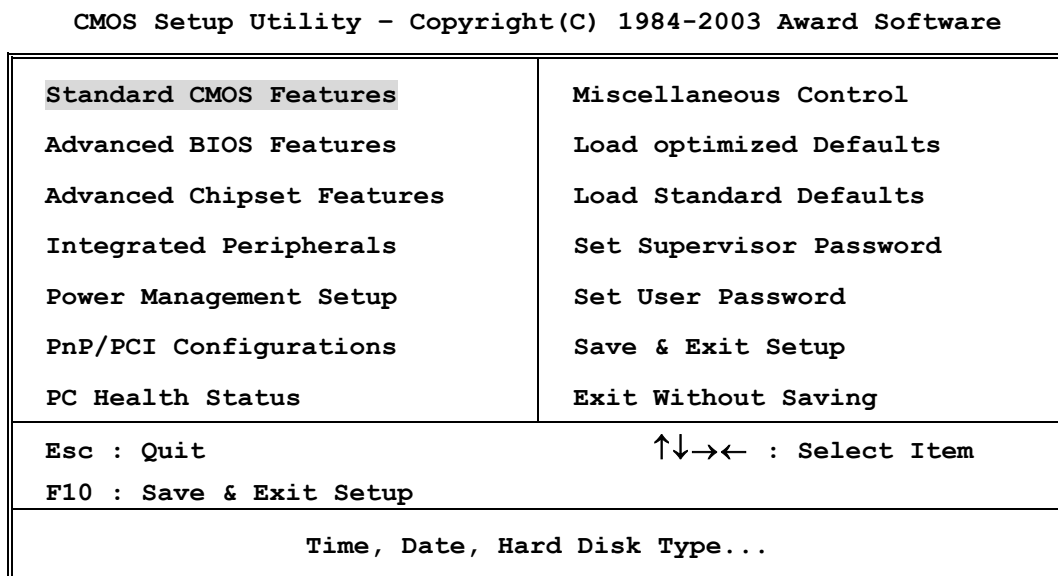 CMOS Setup Utility – Copyright(C) 1984-2003 Award Software
Standard CMOS Features
Advanced BIOS Features
Advanced Chipset Features
Integrated Peripherals
Power Management Setup
PnP/PCI Configurations
PC Health Status
Miscellaneous Control
Load optimized Defaults
Load Standard Defaults
Set Supervisor Password
Set User Password
Save & Exit Setup
Exit Without Saving
Esc : Quit
↑↓→← : Select Item
F10 : Save & Exit Setup
Time, Date, Hard Disk Type...